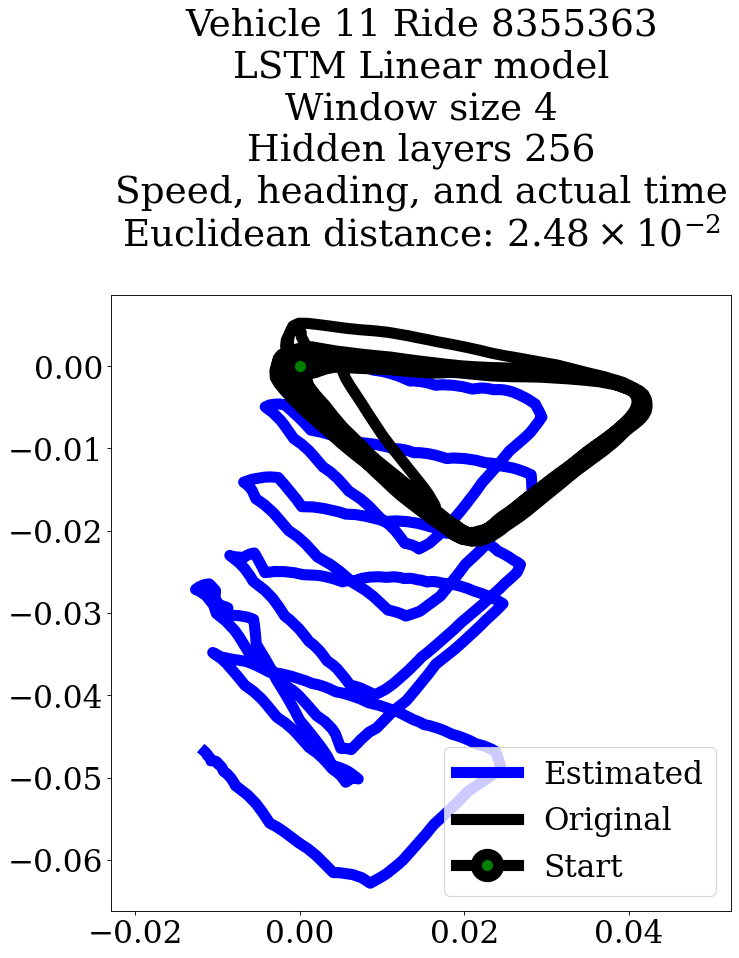 Vehicle 11 Ride 8355363
LSTM Linear model
Window size 4
Hidden layers 256
Speed, heading, and actual time
Euclidean distance: 2.48 × 10⁻²
0.00
−0.01
−0.02
−0.03
−0.04
−0.05
−0.06
Estimated
Original
Start
−0.02
0.00
0.02
0.04